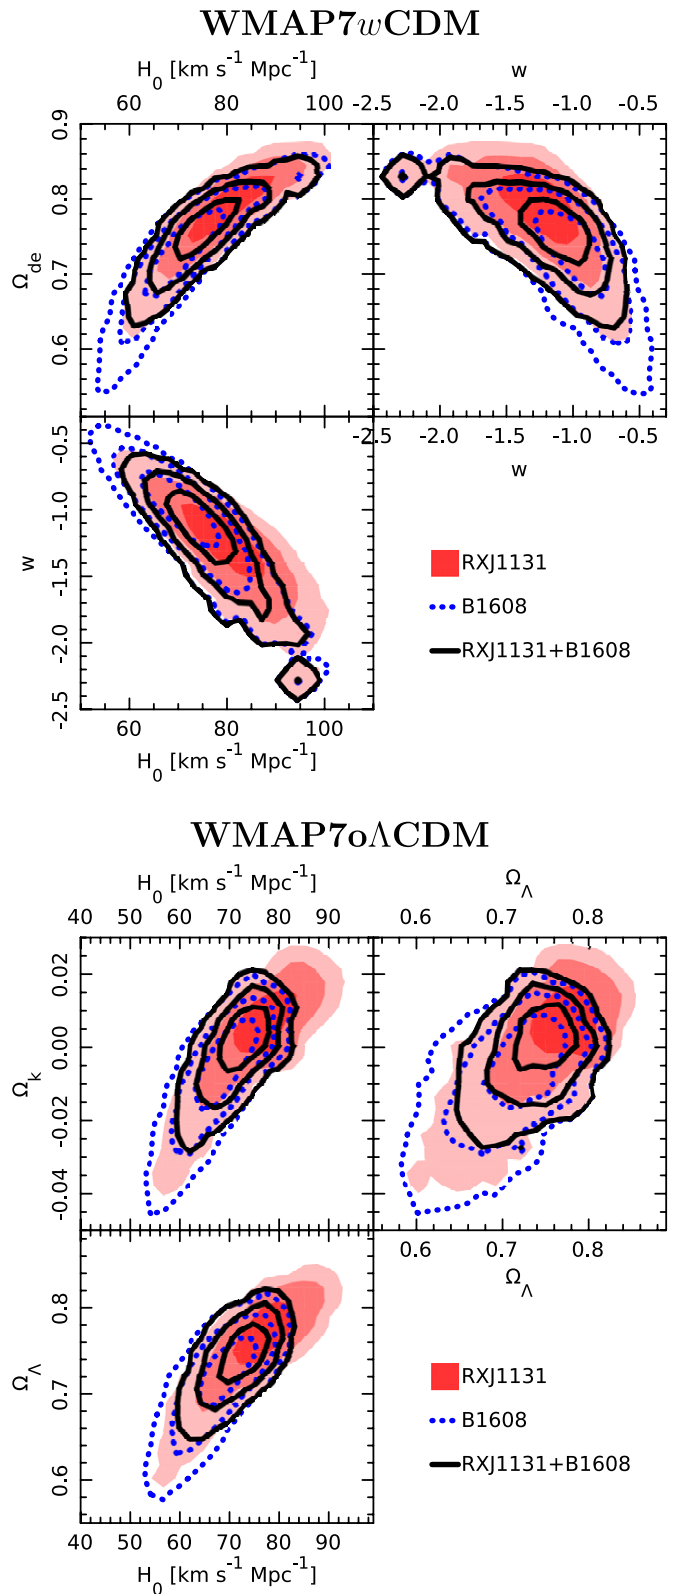 WMAP7wCDM
H₀ [km s⁻¹ Mpc⁻¹]
w
60 80 100
-2.5 -2.0 -1.5 -1.0 -0.5
Ω_de
0.9
0.8
0.7
0.6
-2.5 -2.0 -1.5 -1.0 -0.5
w
w
-0.5
-1.0
-1.5
-2.0
-2.5
60 80 100
H₀ [km s⁻¹ Mpc⁻¹]
RXJ1131
B1608
RXJ1131+B1608
WMAP7oΛCDM
H₀ [km s⁻¹ Mpc⁻¹]
Ω_Λ
40 50 60 70 80 90
0.6 0.7 0.8
Ω_k
0.02
0.00
-0.02
-0.04
0.6 0.7 0.8
Ω_Λ
Ω_Λ
0.8
0.7
0.6
40 50 60 70 80 90
H₀ [km s⁻¹ Mpc⁻¹]
RXJ1131
B1608
RXJ1131+B1608